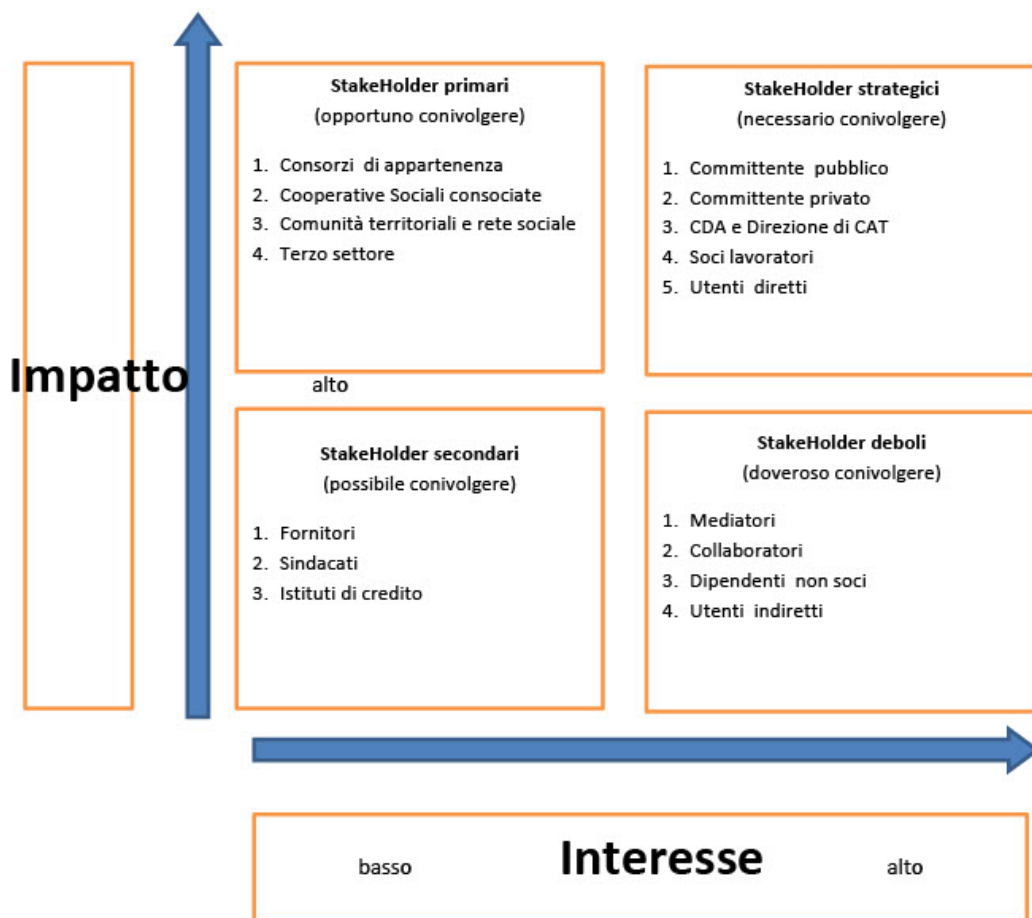 StakeHolder primari
(opportuno conivolgere)
1. Consorzi di appartenenza
2. Cooperative Sociali consociate
3. Comunità territoriali e rete sociale
4. Terzo settore
StakeHolder strategici
(necessario conivolgere)
1. Committente pubblico
2. Committente privato
3. CDA e Direzione di CAT
4. Soci lavoratori
5. Utenti diretti
Impatto
alto
StakeHolder secondari
(possibile conivolgere)
1. Fornitori
2. Sindacati
3. Istituti di credito
StakeHolder deboli
(doveroso conivolgere)
1. Mediatori
2. Collaboratori
3. Dipendenti non soci
4. Utenti indiretti
basso Interesse alto